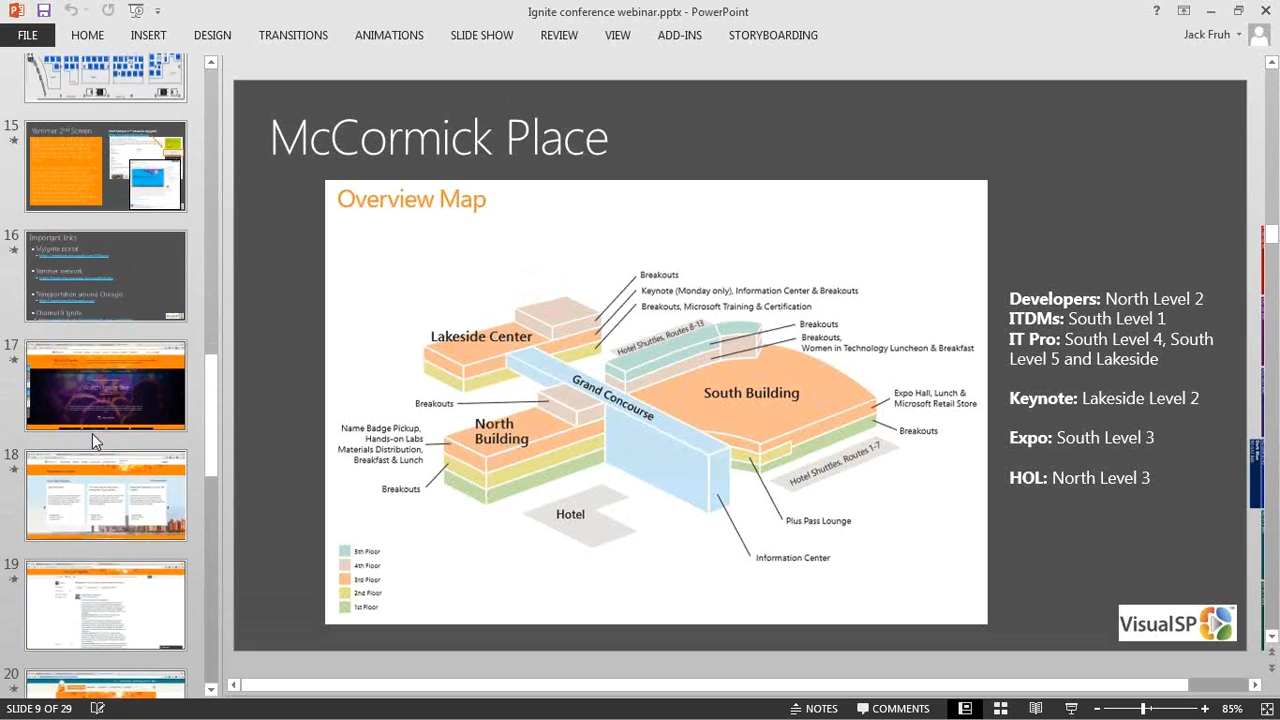 Ignite conference webinar.pptx - PowerPoint
?
FILE
HOME
INSERT
DESIGN
TRANSITIONS
ANIMATIONS
SLIDE SHOW
REVIEW
VIEW
ADD-INS
STORYBOARDING
Jack Fruh
15
Yammer 2nd Screen
16
Important links
17
18
19
20
McCormick Place
Overview Map
Breakouts
Keynote (Monday only), Information Center & Breakouts
Breakouts, Microsoft Training & Certification
Hotel Shuttles, Routes 8-13
Breakouts
Breakouts,
Women in Technology Luncheon & Breakfast
Lakeside Center
Grand Concourse
South Building
Expo Hall, Lunch &
Microsoft Retail Store
Breakouts
Breakouts
North
Building
Name Badge Pickup,
Hands-on Labs
Materials Distribution,
Breakfast & Lunch
Breakouts
Hotel Shuttles, Routes 1-7
Hotel
Plus Pass Lounge
Information Center
5th Floor
4th Floor
3rd Floor
2nd Floor
1st Floor
Developers: North Level 2
ITDMs: South Level 1
IT Pro: South Level 4, South
Level 5 and Lakeside
Keynote: Lakeside Level 2
Expo: South Level 3
HOL: North Level 3
VisualSP
SLIDE 9 OF 29
NOTES
COMMENTS
85%